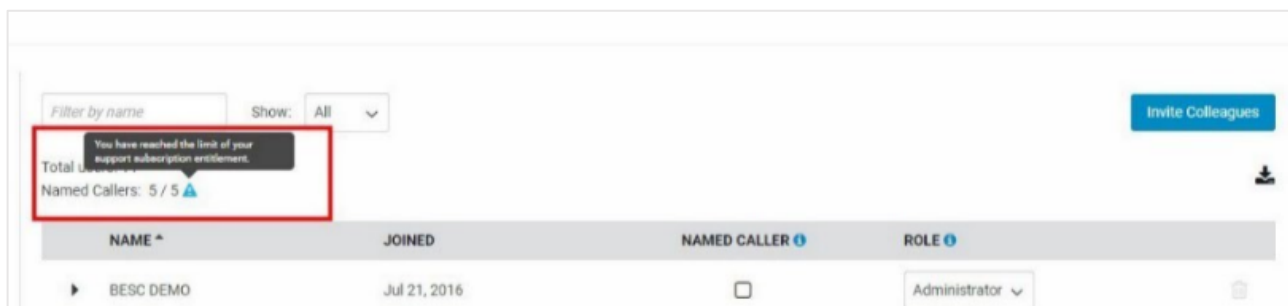 Filter by name Show: All
Invite Colleagues
You have reached the limit of your
support subscription entitlement.
Total
Named Callers: 5 / 5
NAME JOINED NAMED CALLER ROLE
BESC DEMO Jul 21, 2016 Administrator